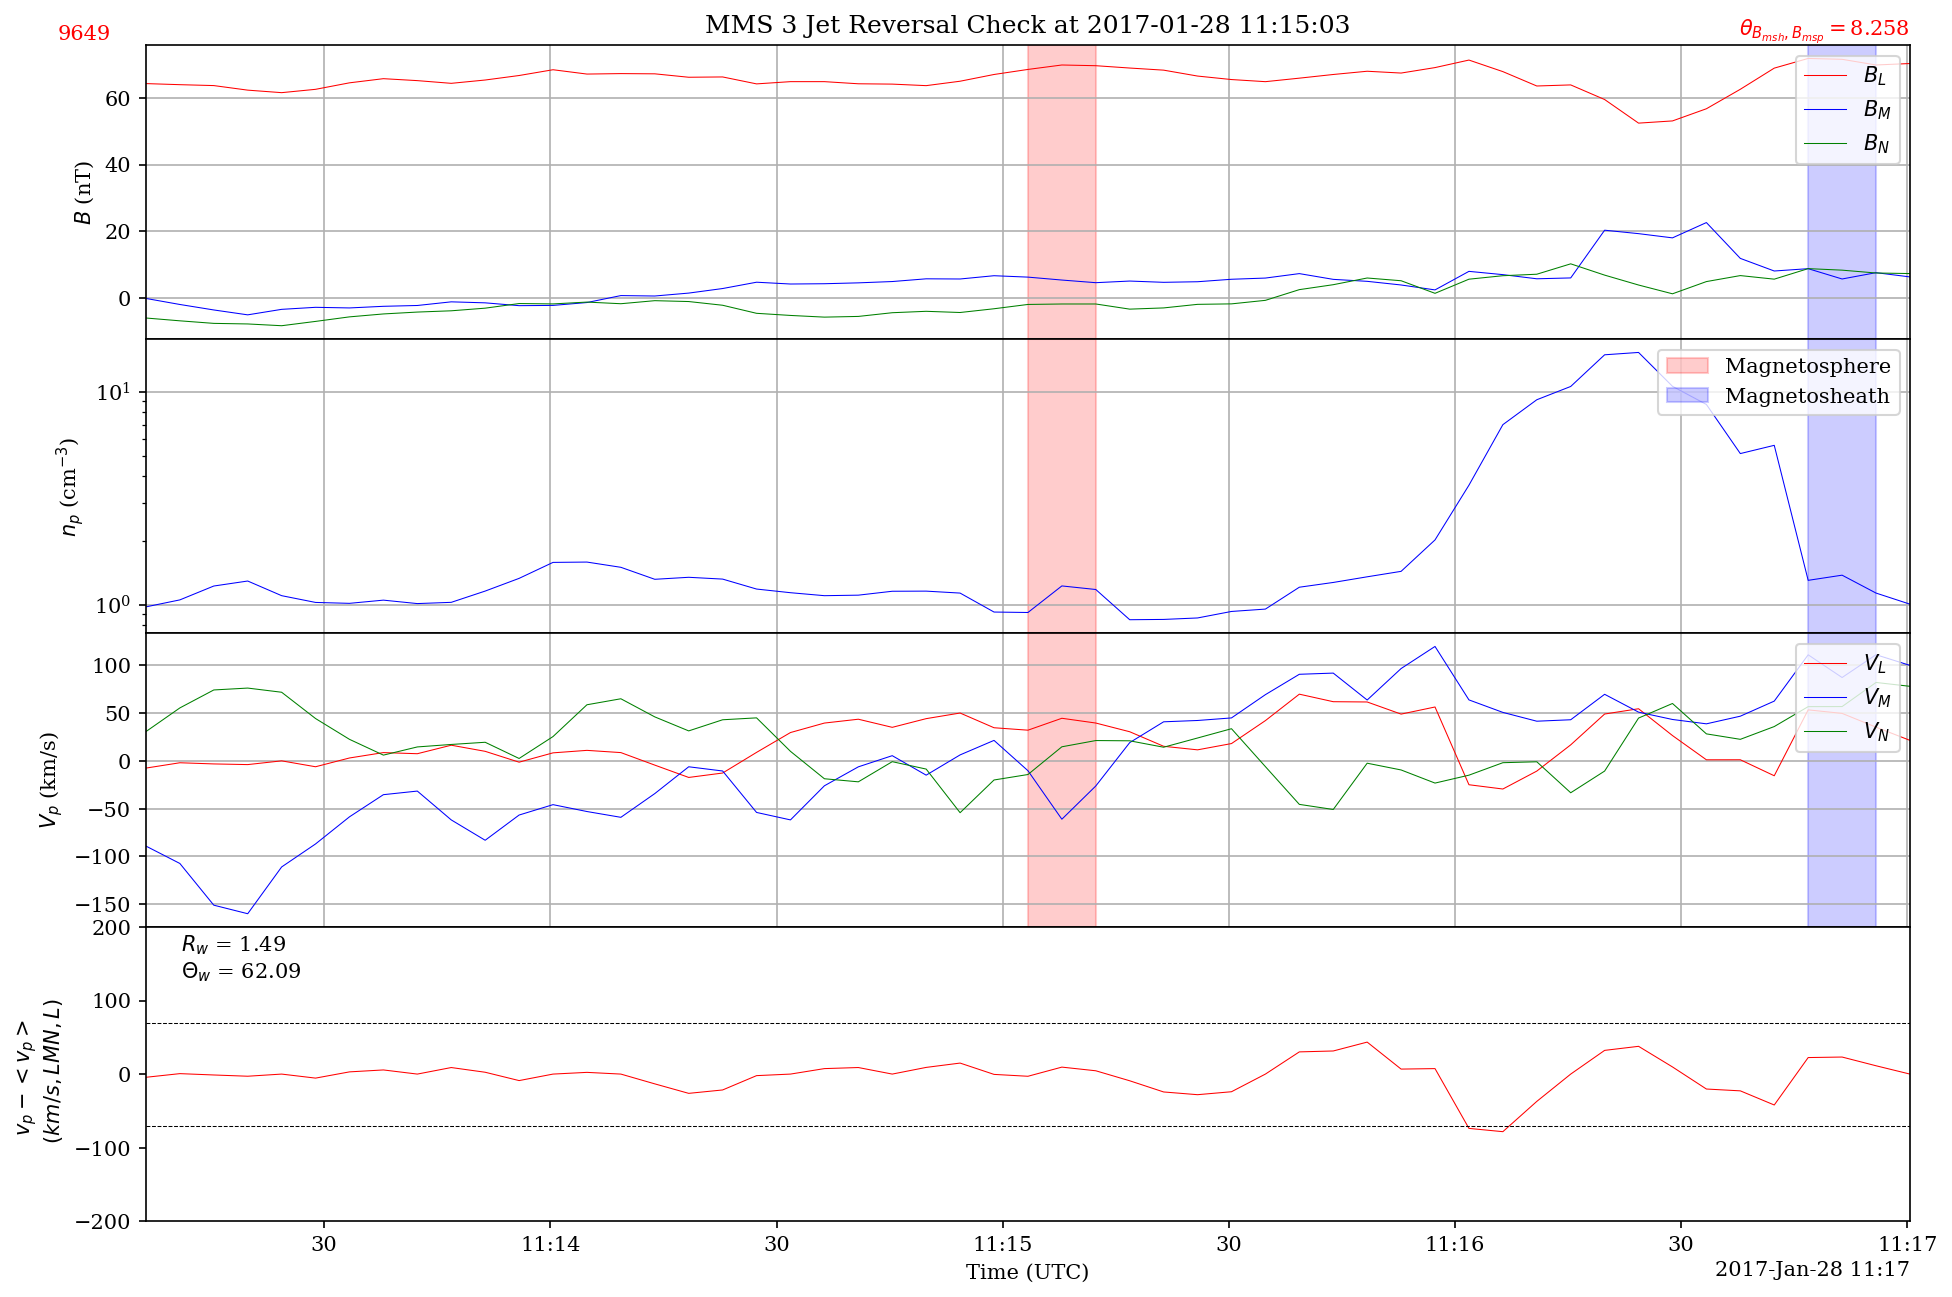 MMS 3 Jet Reversal Check at 2017-01-28 11:15:03
9649
θ_{B_{msh}, B_{msp}} = 8.258
B (nT)
60
40
20
0
B_L
B_M
B_N
n_p (cm^{-3})
10^1
10^0
Magnetosphere
Magnetosheath
V_p (km/s)
100
50
0
−50
−100
−150
V_L
V_M
V_N
v_p − < v_p >
(km/s, LMN, L)
200
100
0
−100
−200
R_w = 1.49
Θ_w = 62.09
30 11:14 30 11:15 30 11:16 30 11:17
Time (UTC)
2017-Jan-28 11:17